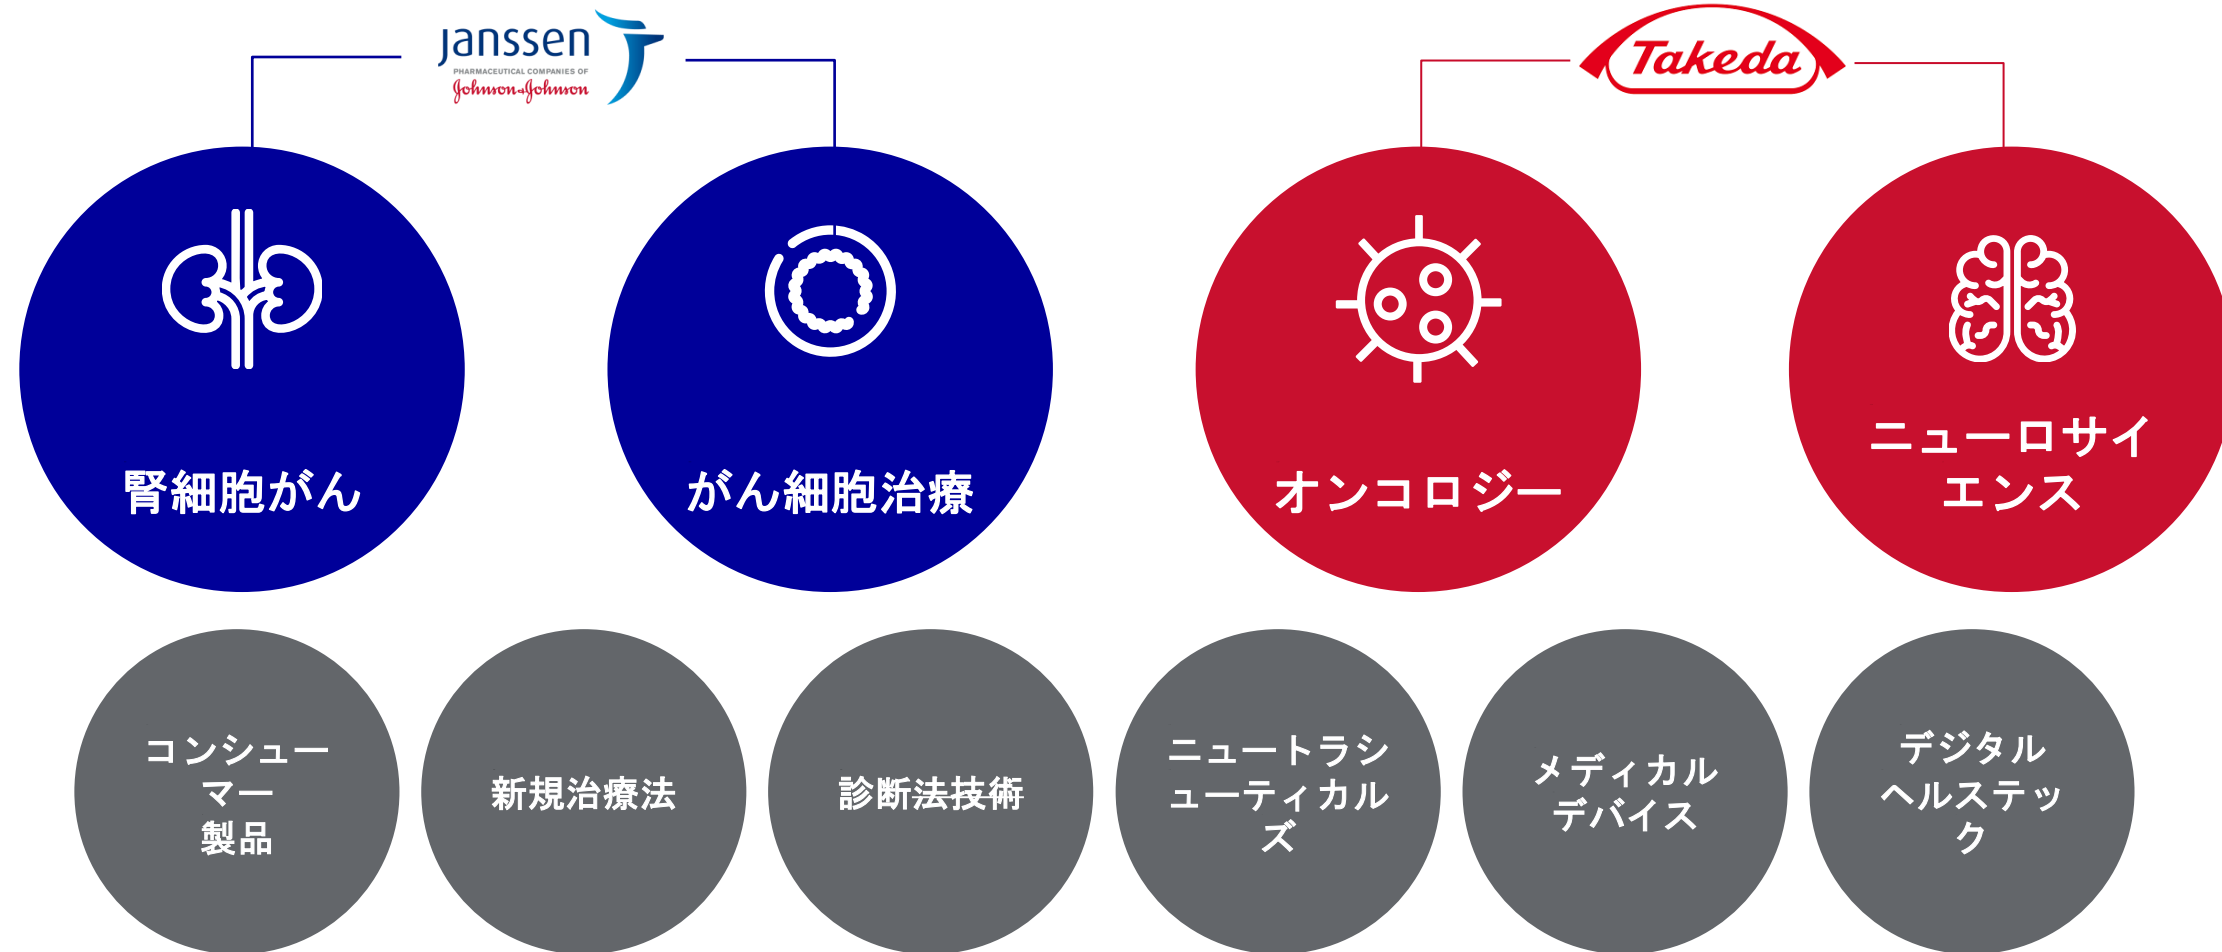 Janssen
PHARMACEUTICAL COMPANIES OF
Johnson & Johnson
Takeda
腎細胞がん
がん細胞治療
オンコロジー
ニューロサイ
エンス
コンシュー
マー
製品
新規治療法
診断法技術
ニュートラシ
ューティカル
ズ
メディカル
デバイス
デジタル
ヘルステッ
ク